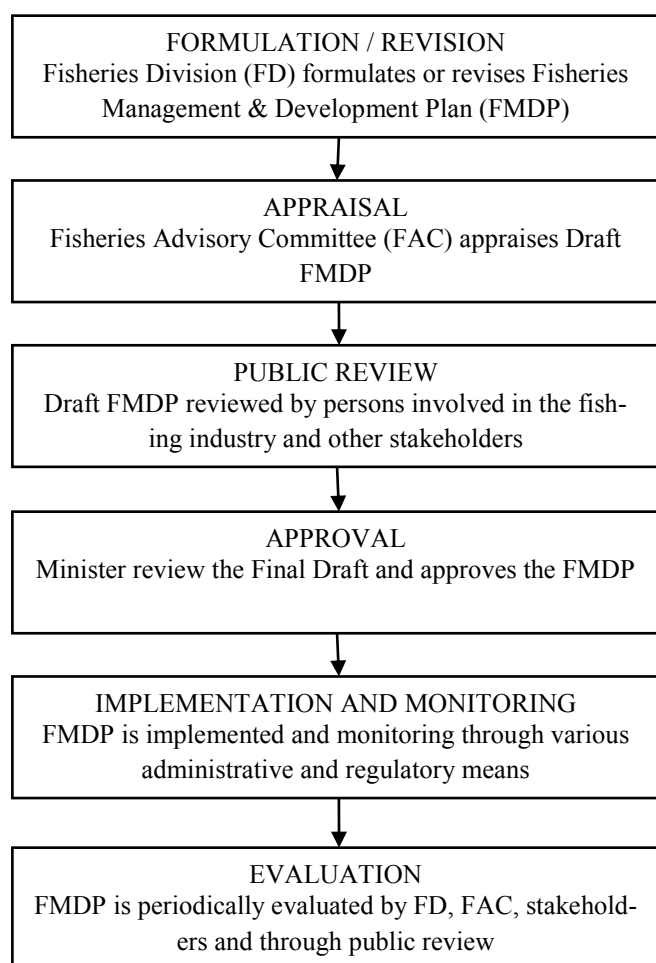 FORMULATION / REVISION
Fisheries Division (FD) formulates or revises Fisheries
Management & Development Plan (FMDP)
APPRAISAL
Fisheries Advisory Committee (FAC) appraises Draft
FMDP
PUBLIC REVIEW
Draft FMDP reviewed by persons involved in the fish-
ing industry and other stakeholders
APPROVAL
Minister review the Final Draft and approves the FMDP
IMPLEMENTATION AND MONITORING
FMDP is implemented and monitoring through various
administrative and regulatory means
EVALUATION
FMDP is periodically evaluated by FD, FAC, stakehold-
ers and through public review